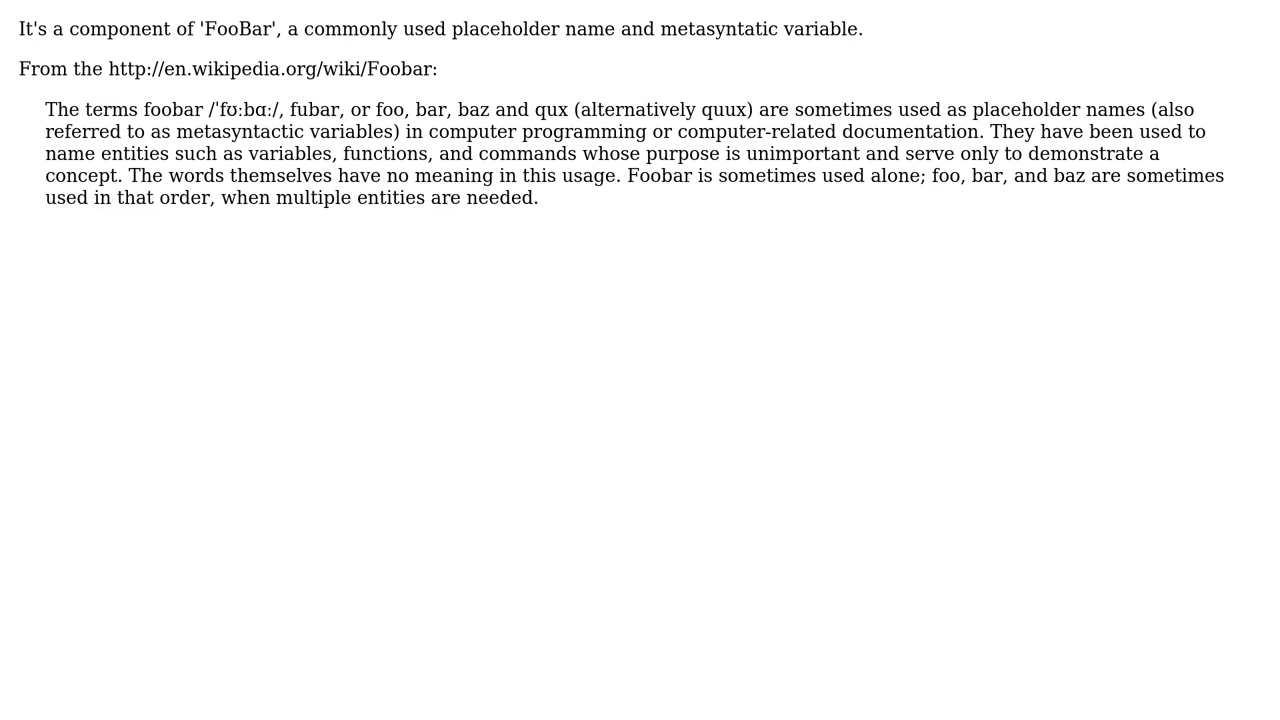 It's a component of 'FooBar', a commonly used placeholder name and metasyntatic variable.
From the http://en.wikipedia.org/wiki/Foobar:
The terms foobar /ˈfʊːbɑː/, fubar, or foo, bar, baz and qux (alternatively quux) are sometimes used as placeholder names (also
referred to as metasyntactic variables) in computer programming or computer-related documentation. They have been used to
name entities such as variables, functions, and commands whose purpose is unimportant and serve only to demonstrate a
concept. The words themselves have no meaning in this usage. Foobar is sometimes used alone; foo, bar, and baz are sometimes
used in that order, when multiple entities are needed.